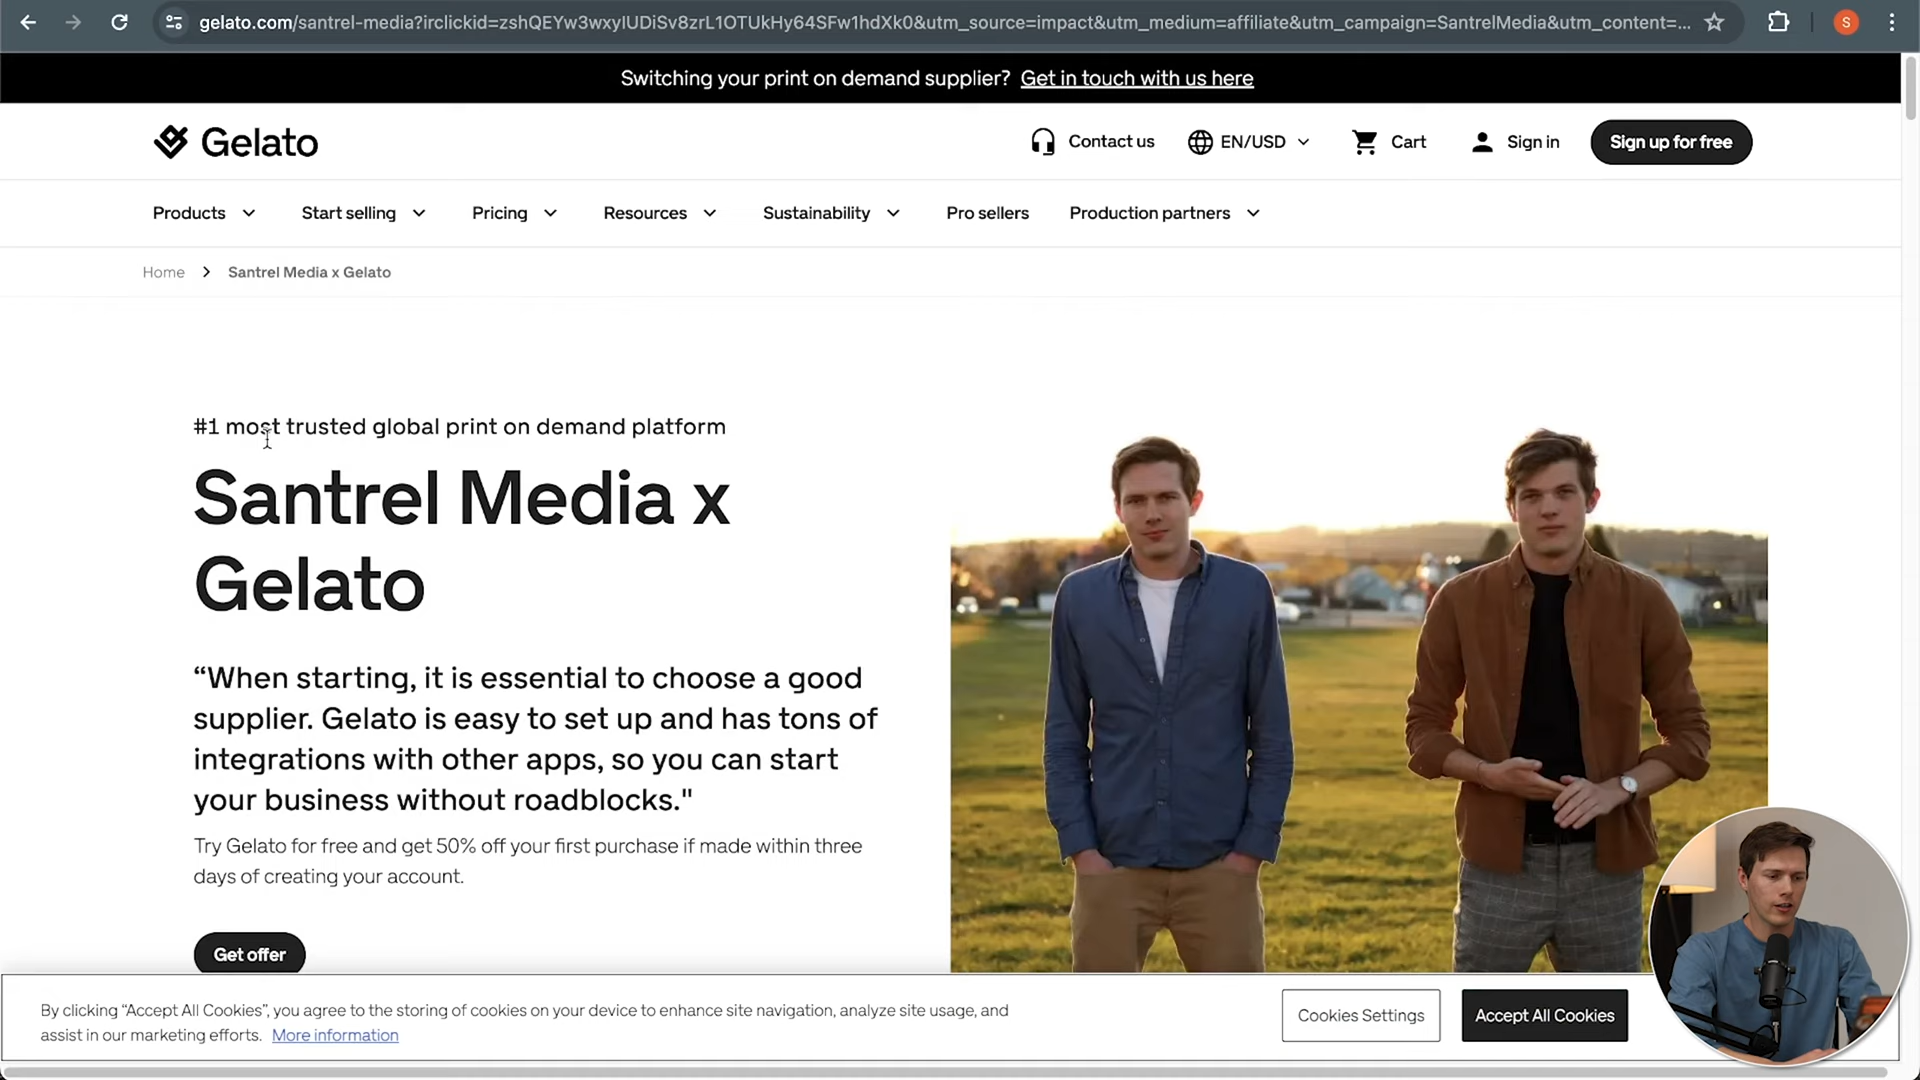 gelato.com/santrel-media?irclickid=zshQEYw3wxyIUDiSv8zrL1OTUkHy64SFw1hdXk0&utm_source=impact&utm_medium=affiliate&utm_campaign=SantrelMedia&utm_content=...
S
Switching your print on demand supplier? Get in touch with us here
Gelato
Contact us
EN/USD
Cart
Sign in
Sign up for free
Products
Start selling
Pricing
Resources
Sustainability
Pro sellers
Production partners
Home > Santrel Media x Gelato
#1 most trusted global print on demand platform
Santrel Media x
Gelato
“When starting, it is essential to choose a good
supplier. Gelato is easy to set up and has tons of
integrations with other apps, so you can start
your business without roadblocks."
Try Gelato for free and get 50% off your first purchase if made within three
days of creating your account.
Get offer
By clicking “Accept All Cookies”, you agree to the storing of cookies on your device to enhance site navigation, analyze site usage, and
assist in our marketing efforts. More information
Cookies Settings
Accept All Cookies